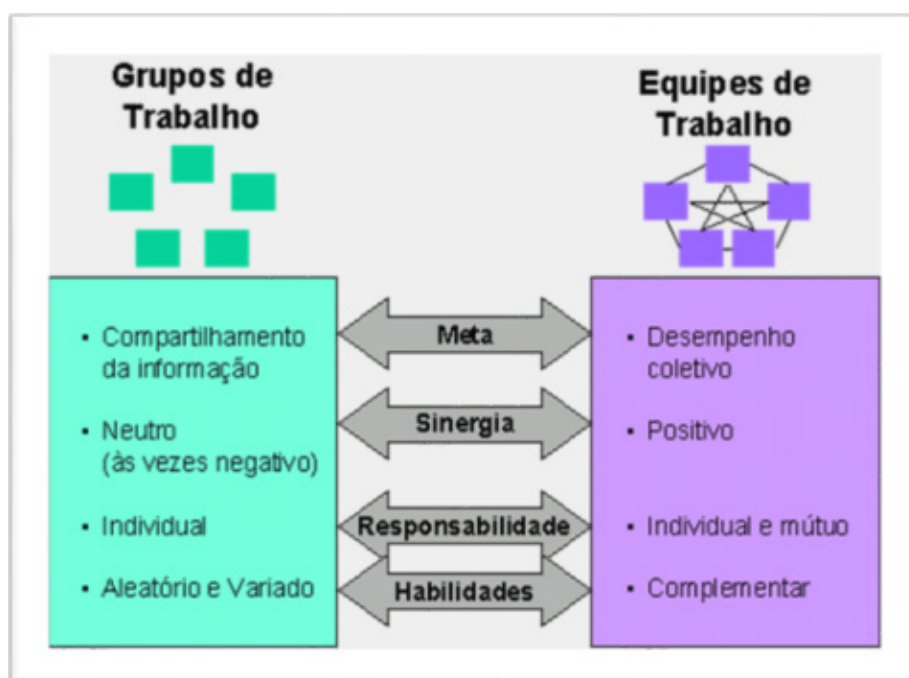 Grupos de
Trabalho
Equipes de
Trabalho
• Compartilhamento
da informação
Meta
• Desempenho
coletivo
• Neutro
(às vezes negativo)
Sinergia
• Positivo
• Individual
Responsabilidade
• Individual e mútuo
• Aleatório e Variado
Habilidades
• Complementar